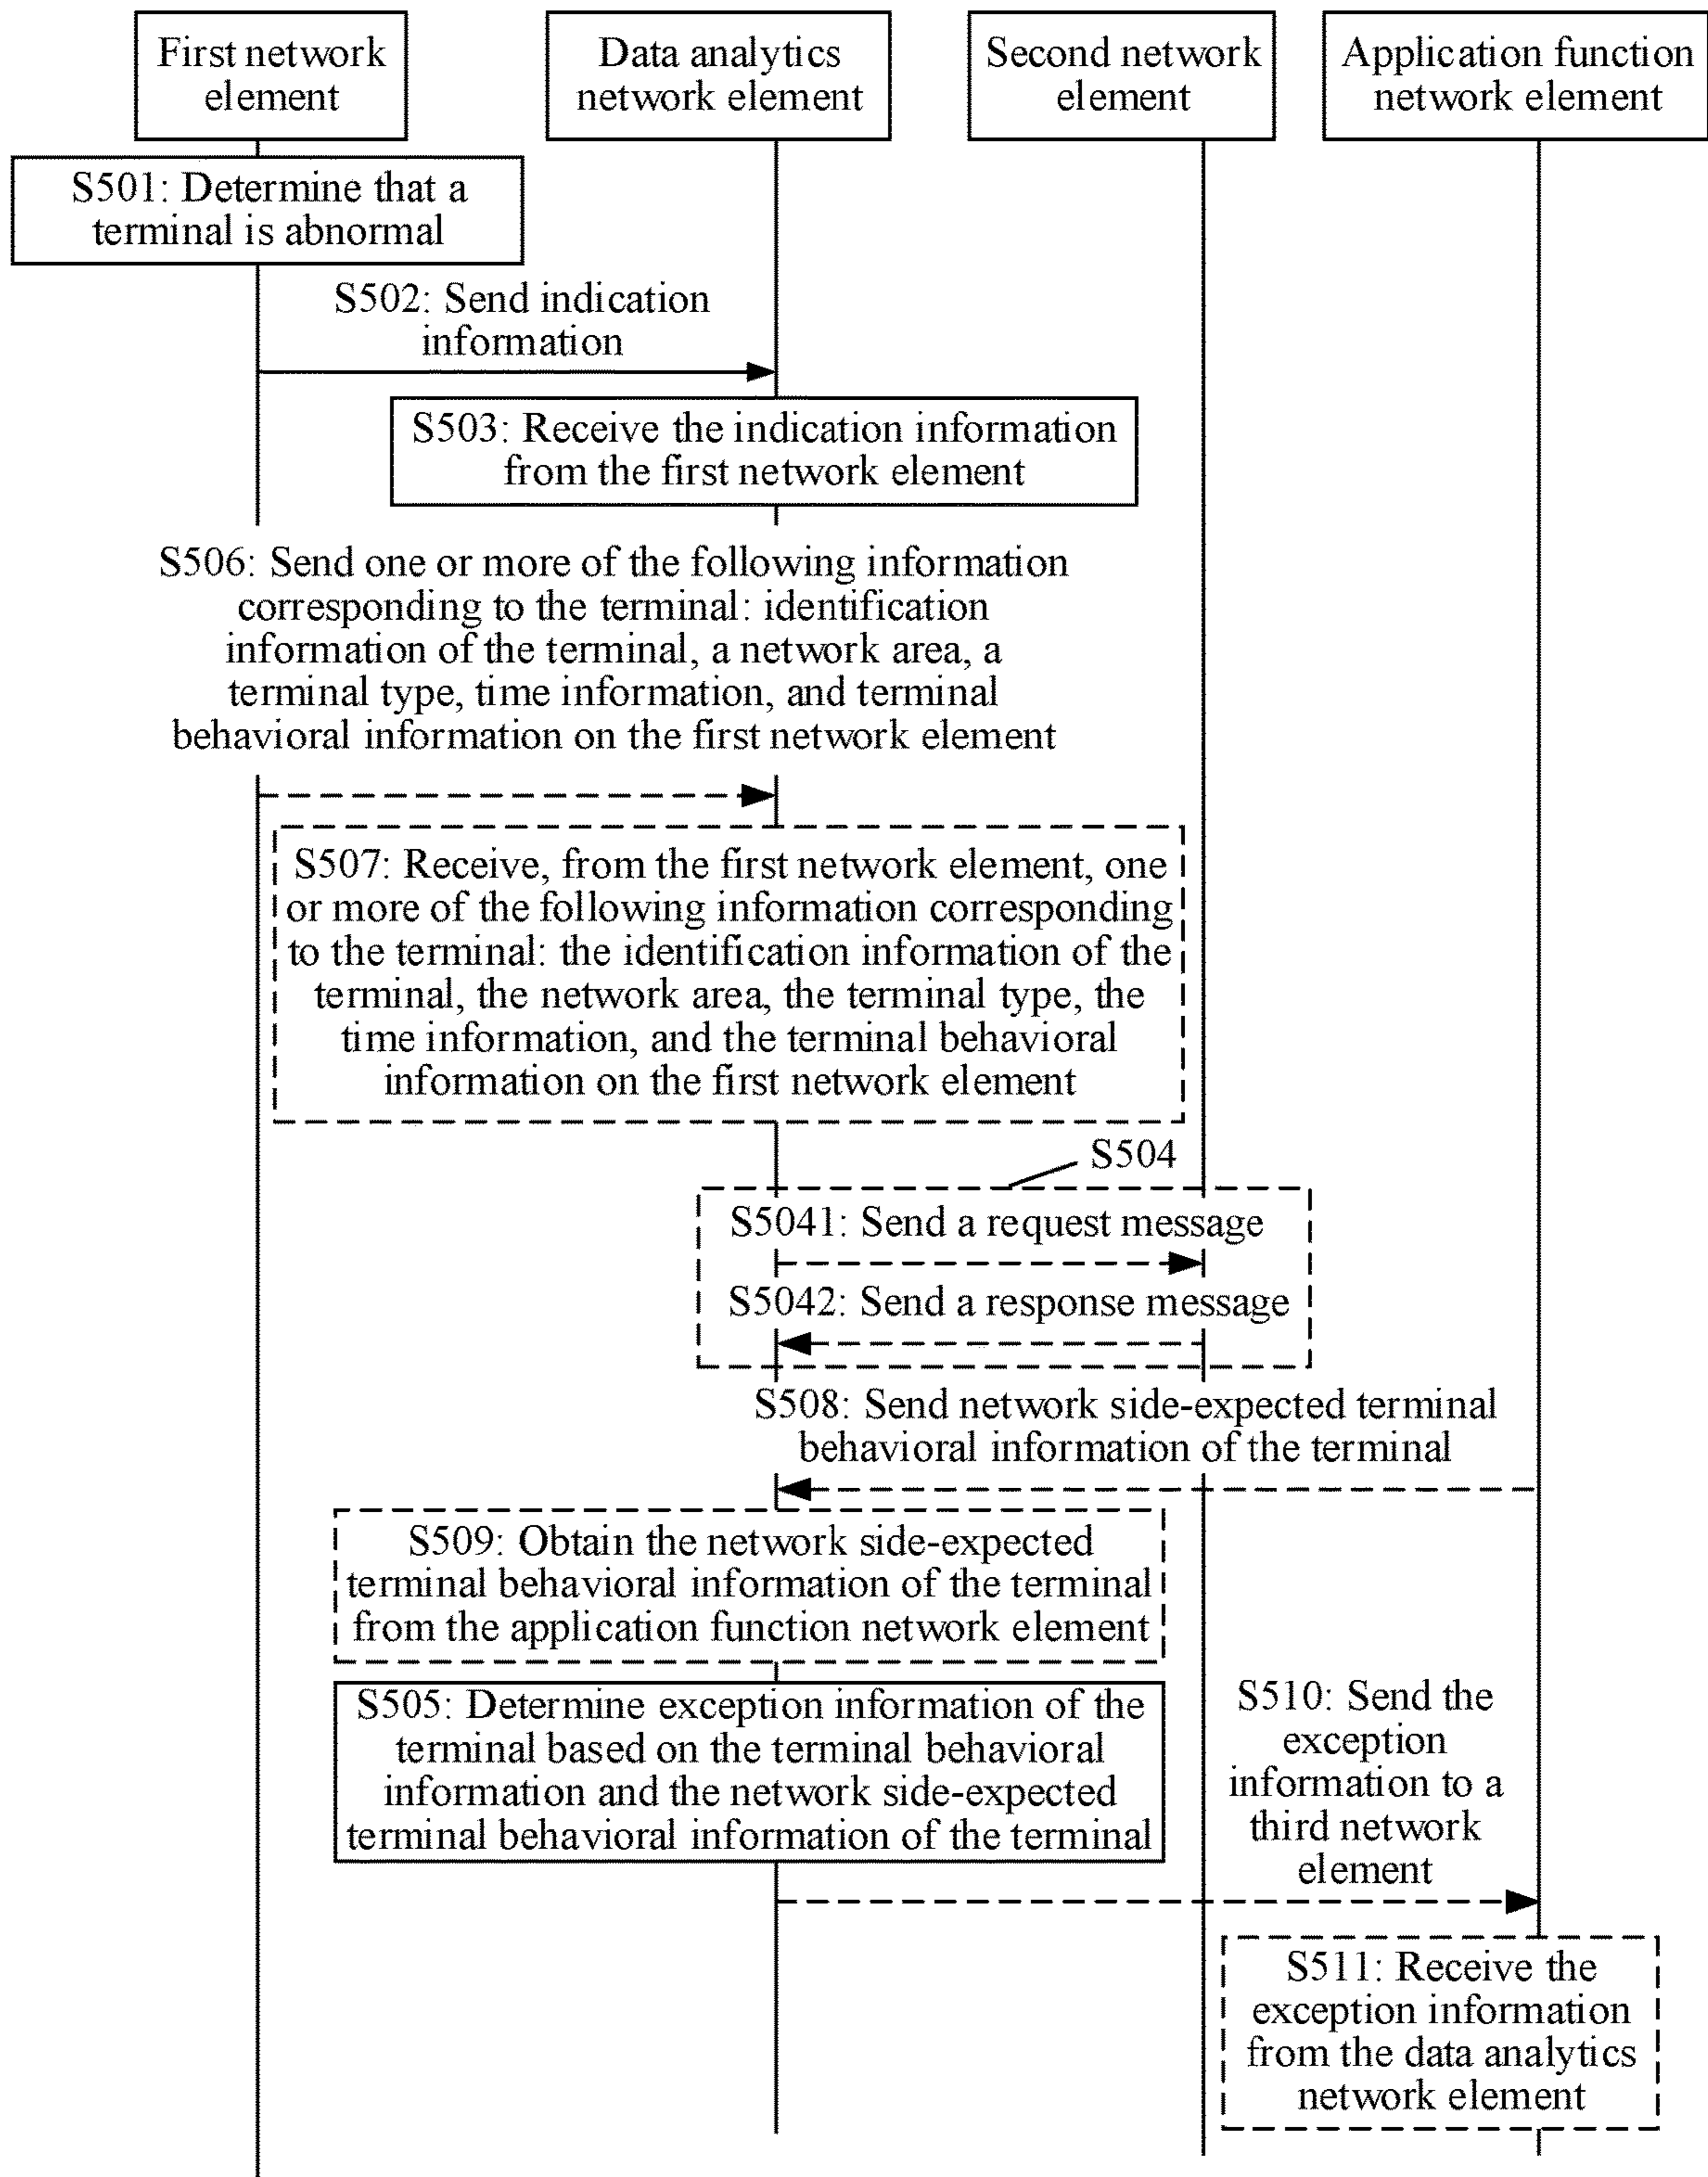 First network
element
Data analytics
network element
Second network
element
Application function
network element
S501: Determine that a
terminal is abnormal
S502: Send indication
information
S503: Receive the indication information
from the first network element
S506: Send one or more of the following information
corresponding to the terminal: identification
information of the terminal, a network area, a
terminal type, time information, and terminal
behavioral information on the first network element
S507: Receive, from the first network element, one
or more of the following information corresponding
to the terminal: the identification information of the
terminal, the network area, the terminal type, the
time information, and the terminal behavioral
information on the first network element
S504
S5041: Send a request message
S5042: Send a response message
S508: Send network side-expected terminal
behavioral information of the terminal
S509: Obtain the network side-expected
terminal behavioral information of the terminal
from the application function network element
S505: Determine exception information of the
terminal based on the terminal behavioral
information and the network side-expected
terminal behavioral information of the terminal
S510: Send the
exception
information to a
third network
element
S511: Receive the
exception information
from the data analytics
network element